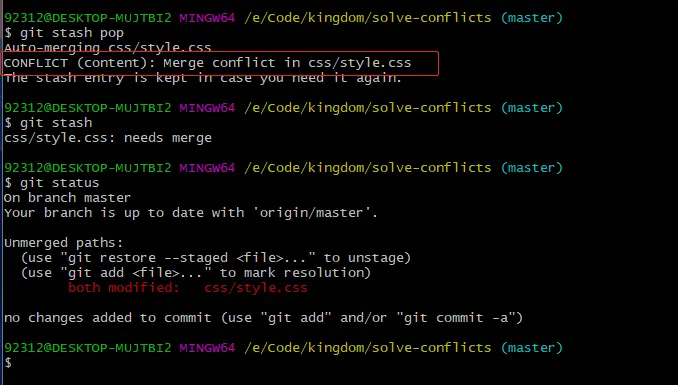 92312@DESKTOP-MUJTBI2 MINGW64 /e/Code/kingdom/solve-conflicts (master)
$ git stash pop
Auto-merging css/style.css
CONFLICT (content): Merge conflict in css/style.css
The stash entry is kept in case you need it again.
92312@DESKTOP-MUJTBI2 MINGW64 /e/Code/kingdom/solve-conflicts (master)
$ git stash
css/style.css: needs merge
92312@DESKTOP-MUJTBI2 MINGW64 /e/Code/kingdom/solve-conflicts (master)
$ git status
On branch master
Your branch is up to date with 'origin/master'.
Unmerged paths:
(use "git restore --staged <file>..." to unstage)
(use "git add <file>..." to mark resolution)
both modified: css/style.css
no changes added to commit (use "git add" and/or "git commit -a")
92312@DESKTOP-MUJTBI2 MINGW64 /e/Code/kingdom/solve-conflicts (master)
$